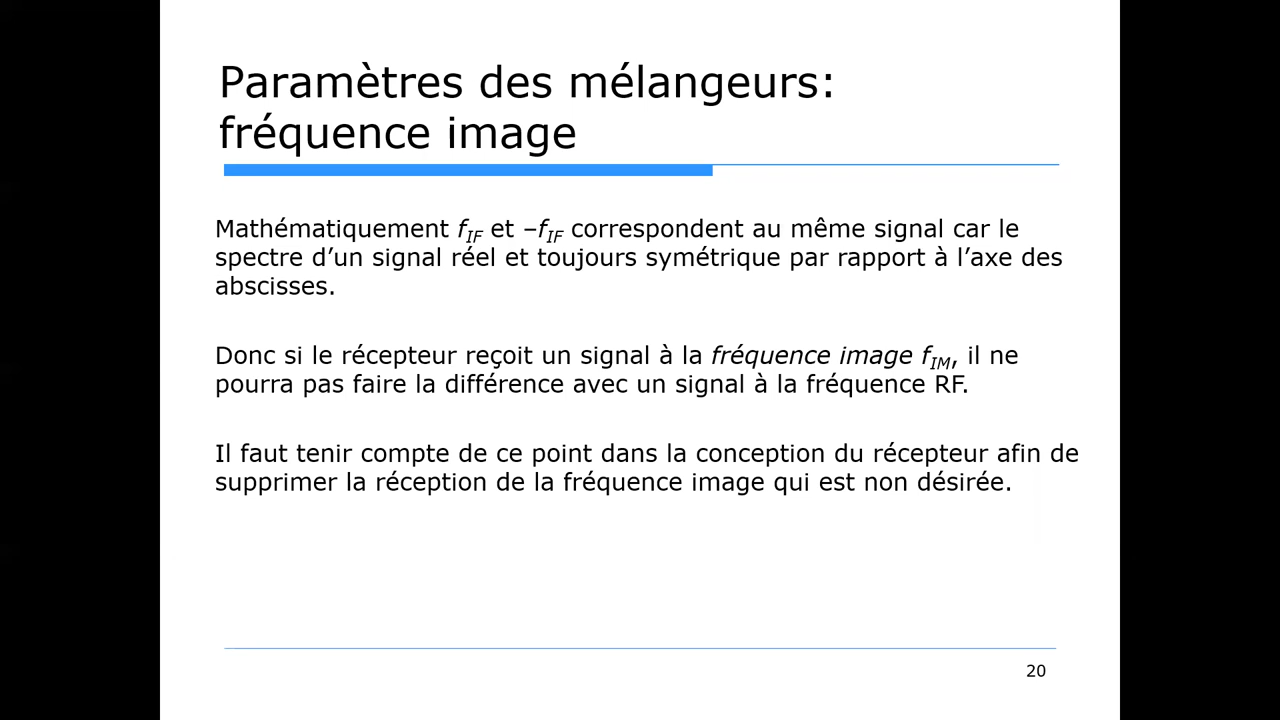 Paramètres des mélangeurs:
fréquence image
Mathématiquement fIF et –fIF correspondent au même signal car le
spectre d’un signal réel et toujours symétrique par rapport à l’axe des
abscisses.
Donc si le récepteur reçoit un signal à la fréquence image fIM, il ne
pourra pas faire la différence avec un signal à la fréquence RF.
Il faut tenir compte de ce point dans la conception du récepteur afin de
supprimer la réception de la fréquence image qui est non désirée.
20